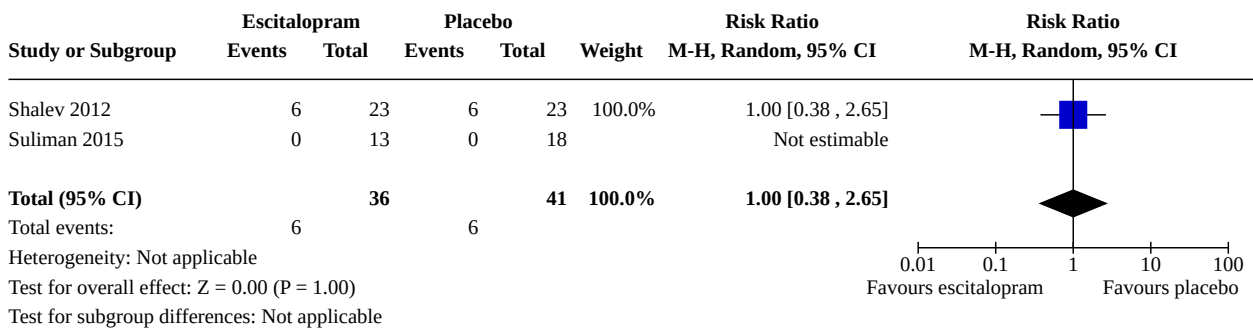 Escitalopram Placebo Risk Ratio Risk Ratio
Study or Subgroup Events Total Events Total Weight M-H, Random, 95% CI M-H, Random, 95% CI
Shalev 2012 6 23 6 23 100.0% 1.00 [0.38 , 2.65]
Suliman 2015 0 13 0 18 Not estimable
Total (95% CI) 36 41 100.0% 1.00 [0.38 , 2.65]
Total events: 6 6
Heterogeneity: Not applicable
0.01 0.1 1 10 100
Test for overall effect: Z = 0.00 (P = 1.00) Favours escitalopram Favours placebo
Test for subgroup differences: Not applicable